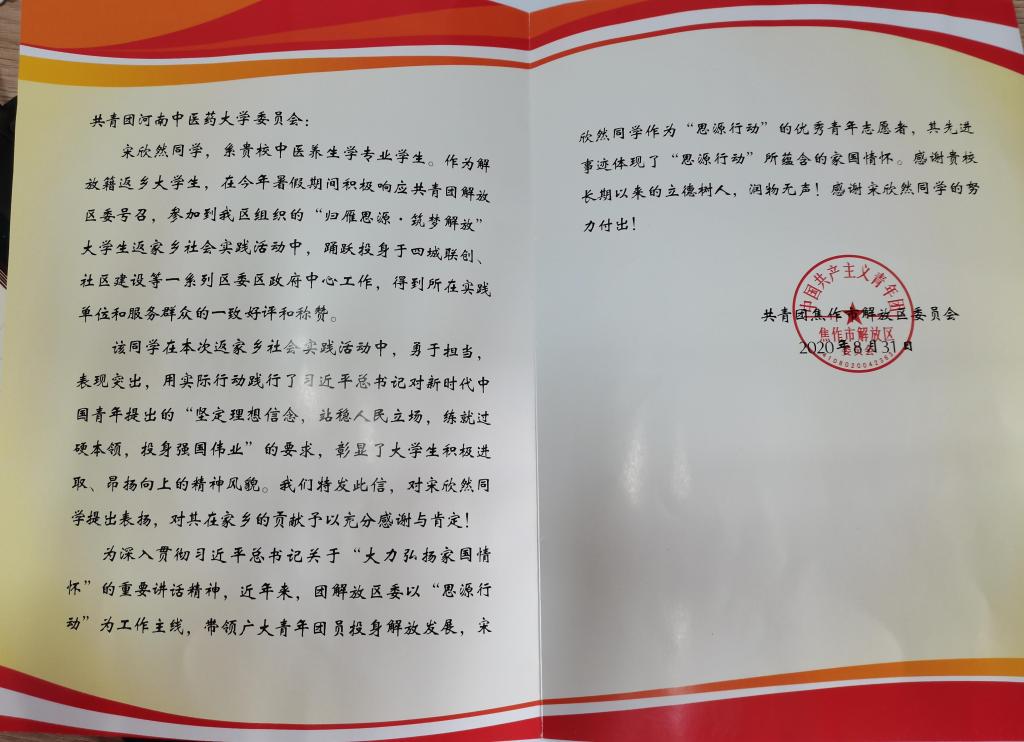 共青团河南中医药大学委员会：
宋欣然同学，系贵校中医养生学专业学生。作为解
放籍返乡大学生，在今年暑假期间积极响应共青团解放
区委号召，参加到我区组织的“归雁思源·筑梦解放”
大学生返家乡社会实践活动中，踊跃投身于四城联创、
社区建设等一系列区委区政府中心工作，得到所在实践
单位和服务群众的一致好评和称赞。
该同学在本次返家乡社会实践活动中，勇于担当，
表现突出，用实际行动践行了习近平总书记对新时代中
国青年提出的“坚定理想信念，站稳人民立场，练就过
硬本领，投身强国伟业”的要求，彰显了大学生积极进
取、昂扬向上的精神风貌。我们特发此信，对宋欣然同
学提出表扬，对其在家乡的贡献予以充分感谢与肯定！
为深入贯彻习近平总书记关于“大力弘扬家国情
怀”的重要讲话精神，近年来，团解放区委以“思源行
动”为工作主线，带领广大青年团员投身解放发展，宋
欣然同学作为“思源行动”的优秀青年志愿者，其先进
事迹体现了“思源行动”所蕴含的家国情怀。感谢贵校
长期以来的立德树人，润物无声！感谢宋欣然同学的努
力付出！
中国共产主义青年团
共青团焦作市解放区委员会
焦作市解放区
委员会
2020年8月31日